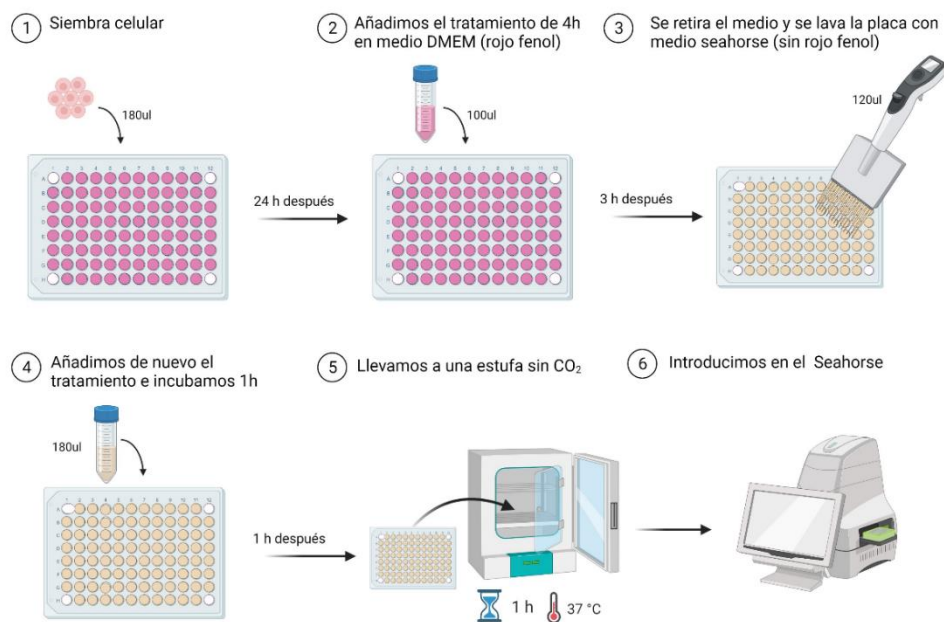 1 Siembra celular
180ul
24 h después
2 Añadimos el tratamiento de 4h
en medio DMEM (rojo fenol)
100ul
3 h después
3 Se retira el medio y se lava la placa con
medio seahorse (sin rojo fenol)
120ul
4 Añadimos de nuevo el
tratamiento e incubamos 1h
180ul
1 h después
5 Llevamos a una estufa sin CO₂
1 h 37 °C
6 Introducimos en el Seahorse